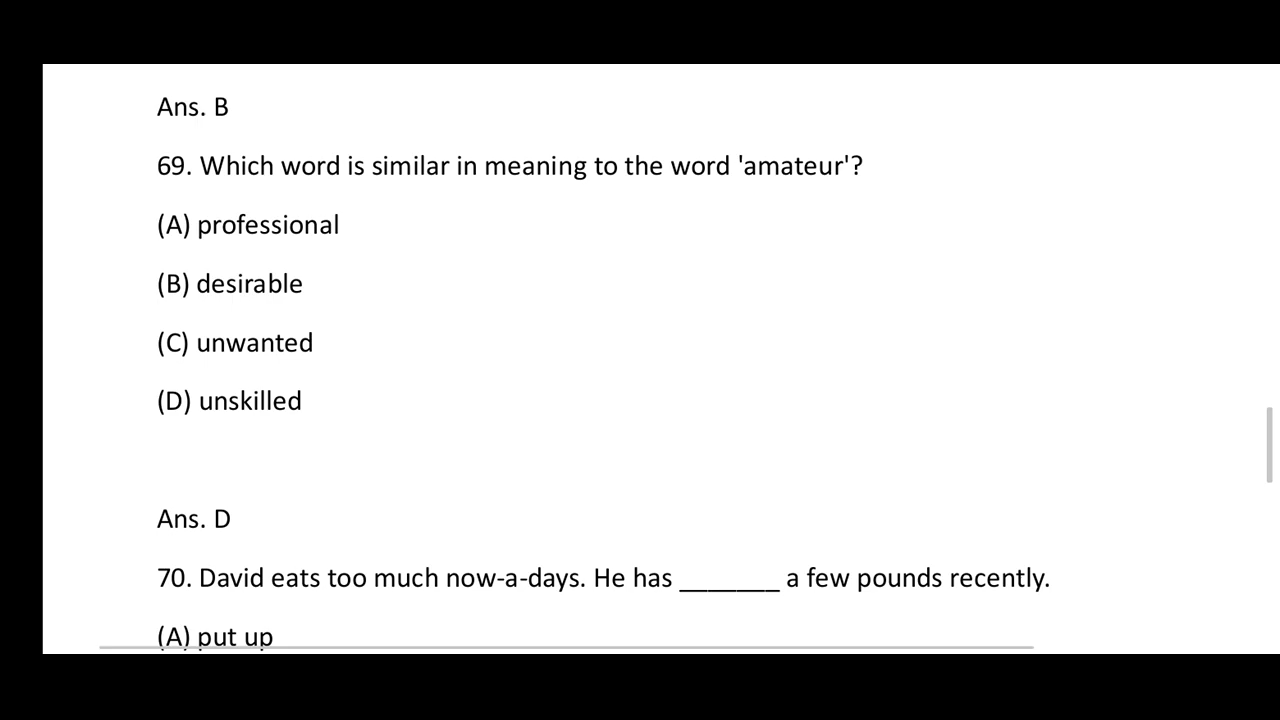 Ans. B
69. Which word is similar in meaning to the word 'amateur'?
(A) professional
(B) desirable
(C) unwanted
(D) unskilled
Ans. D
70. David eats too much now-a-days. He has _______ a few pounds recently.
(A) put up